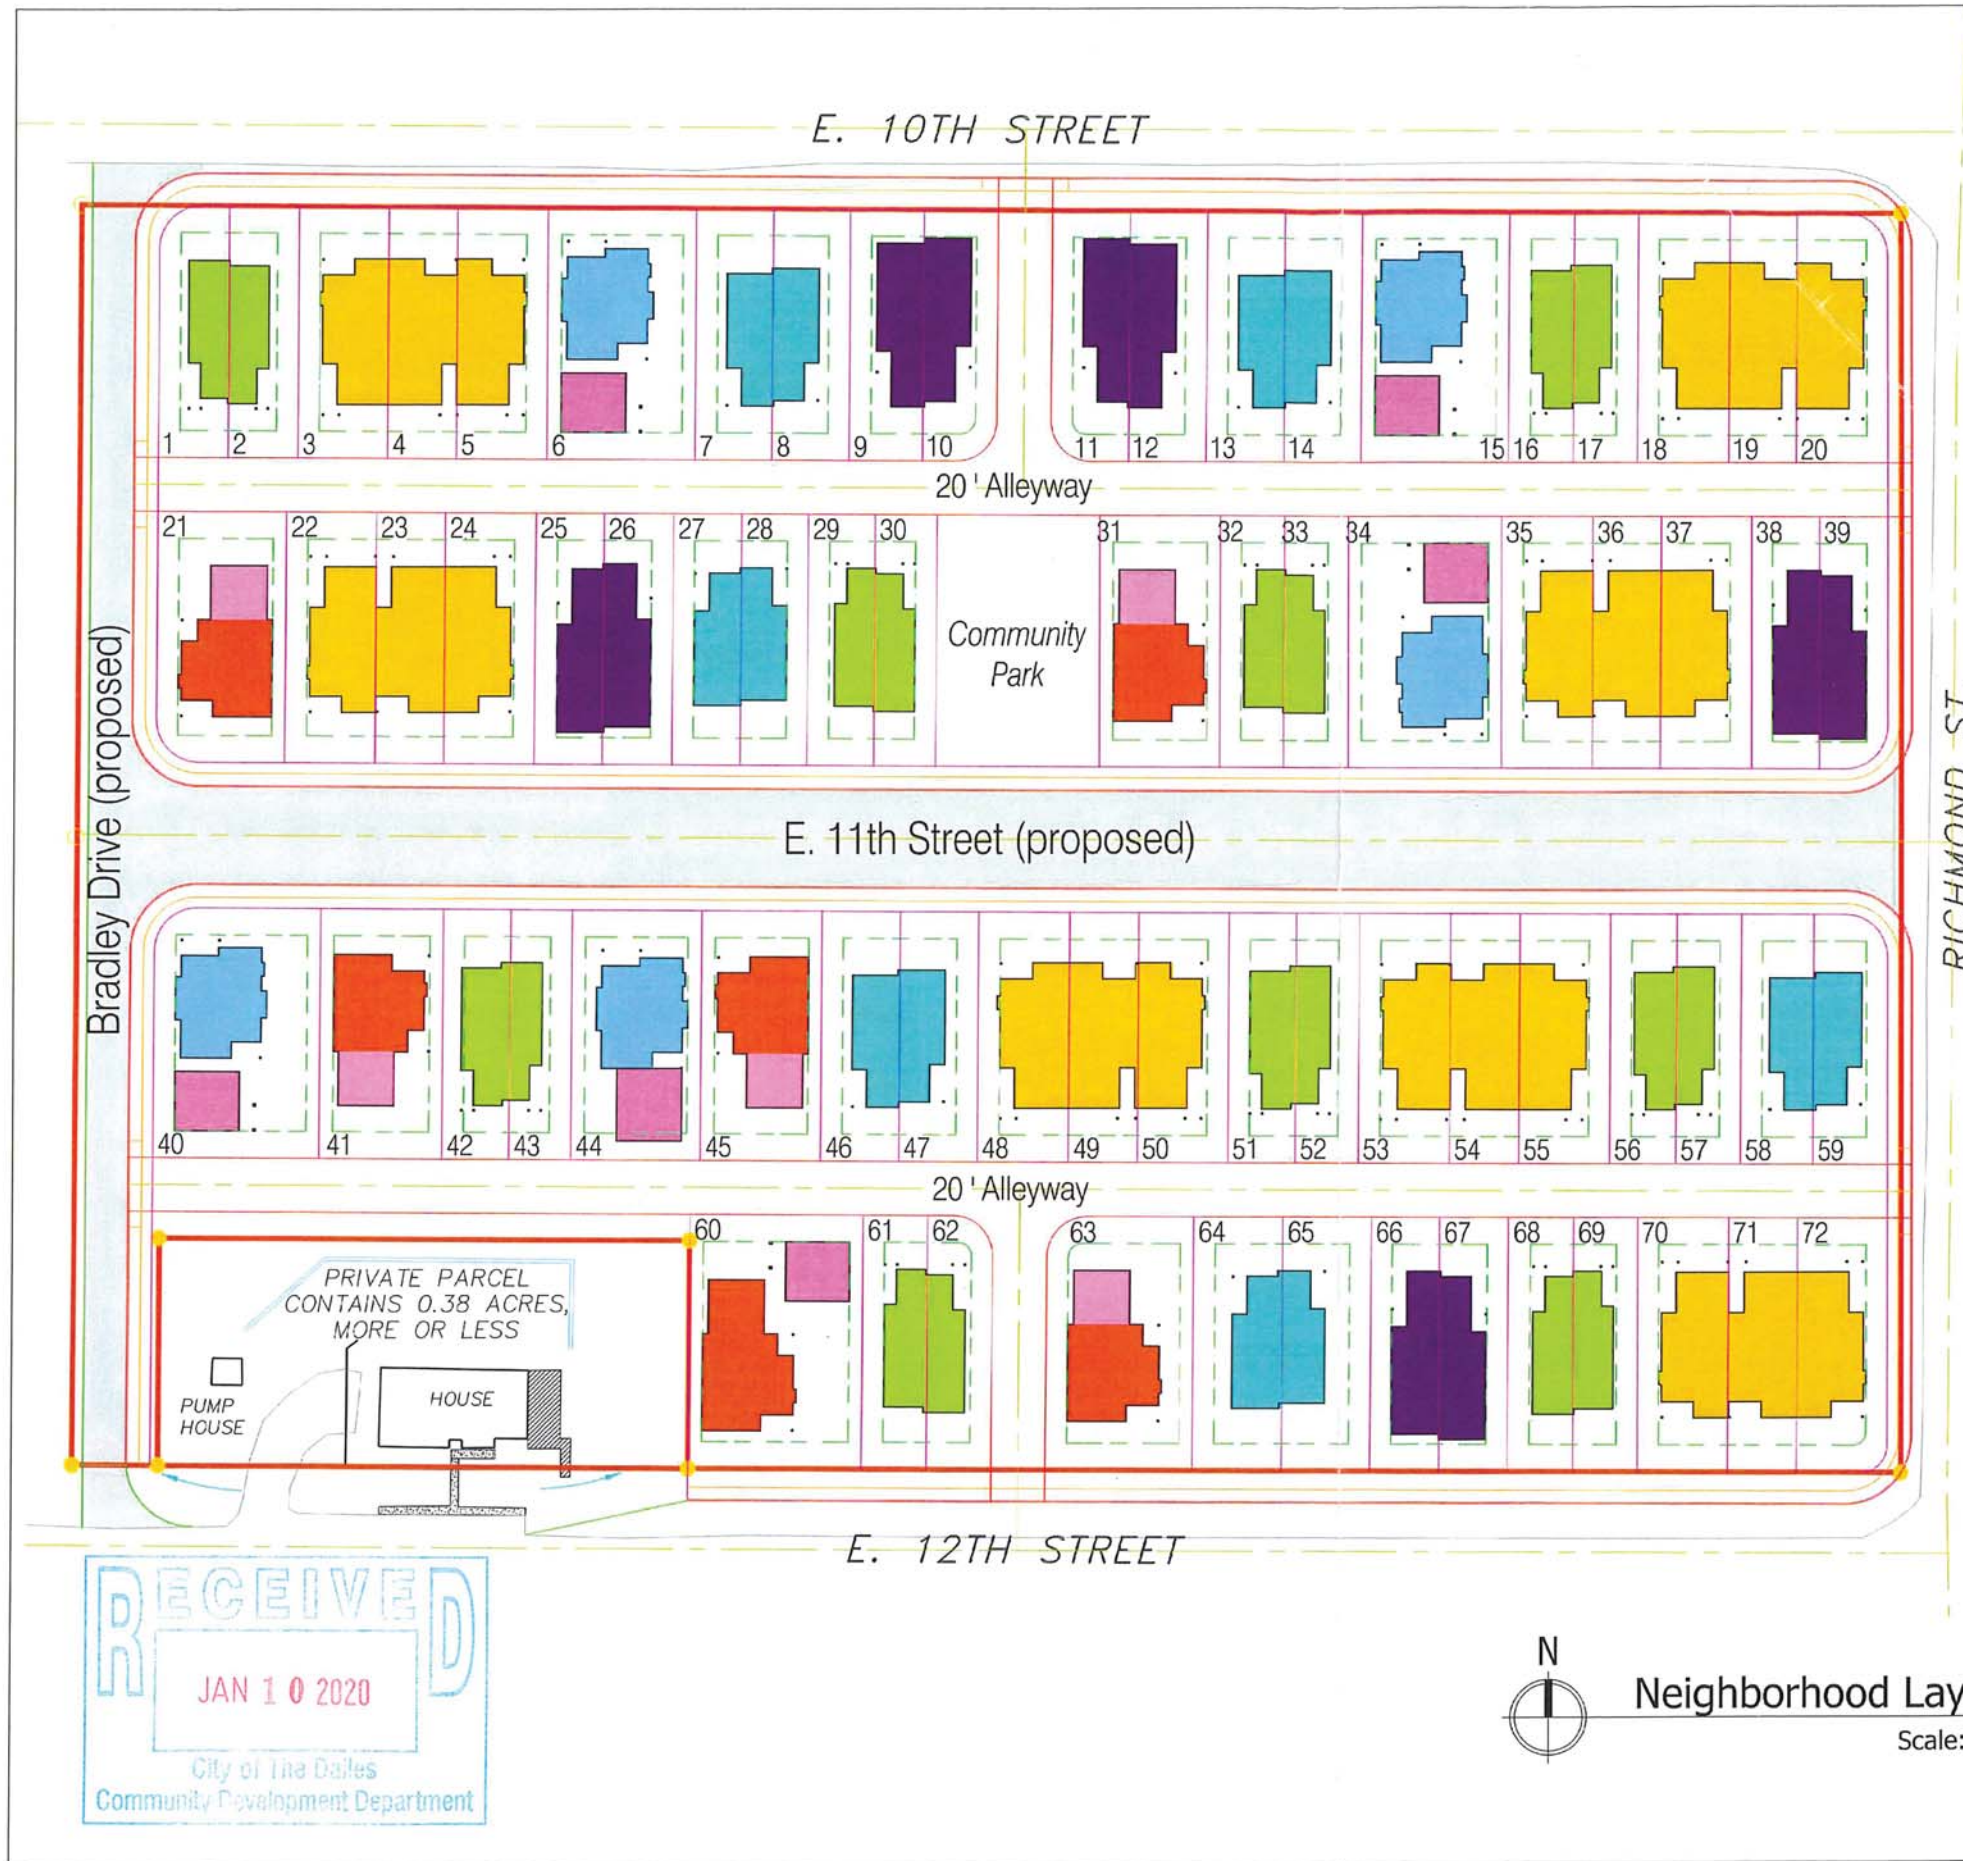 E. 10TH STREET
1 2 3 4 5 6 7 8 9 10 11 12 13 14 15 16 17 18 19 20
20 ' Alleyway
21 22 23 24 25 26 27 28 29 30 31 32 33 34 35 36 37 38 39
Community
Park
Bradley Drive (proposed)
RICHMOND ST
E. 11th Street (proposed)
40 41 42 43 44 45 46 47 48 49 50 51 52 53 54 55 56 57 58 59
20 ' Alleyway
60 61 62 63 64 65 66 67 68 69 70 71 72
PRIVATE PARCEL
CONTAINS 0.38 ACRES,
MORE OR LESS
PUMP
HOUSE
HOUSE
E. 12TH STREET
RECEIVED
JAN 10 2020
City of The Dalles
Community Development Department
N
Neighborhood Lay
Scale: